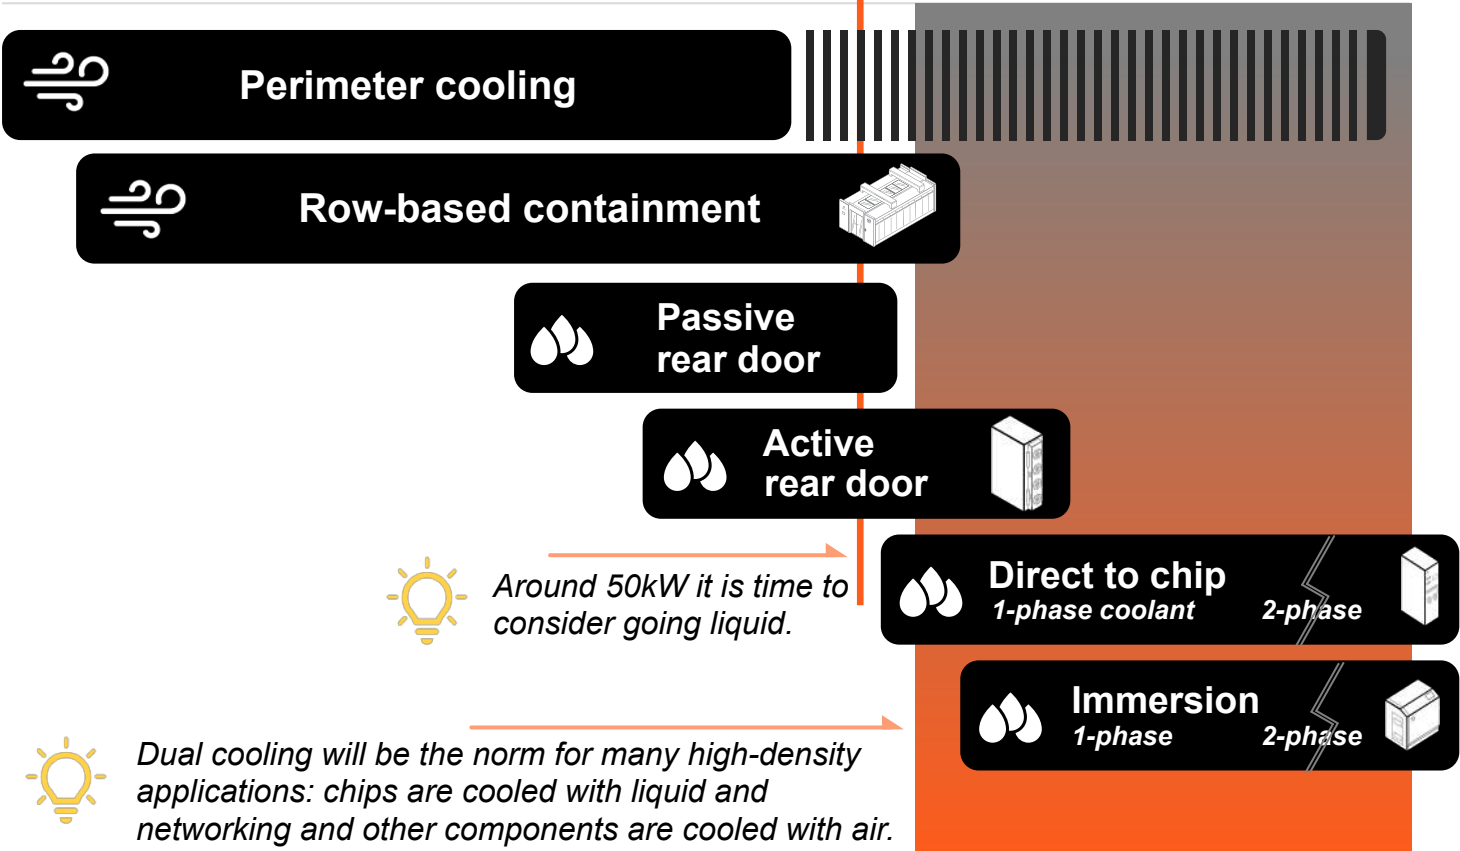 Perimeter cooling
Row-based containment
Passive
rear door
Active
rear door
Around 50kW it is time to
consider going liquid.
Direct to chip
1-phase coolant 2-phase
Immersion
1-phase 2-phase
Dual cooling will be the norm for many high-density
applications: chips are cooled with liquid and
networking and other components are cooled with air.